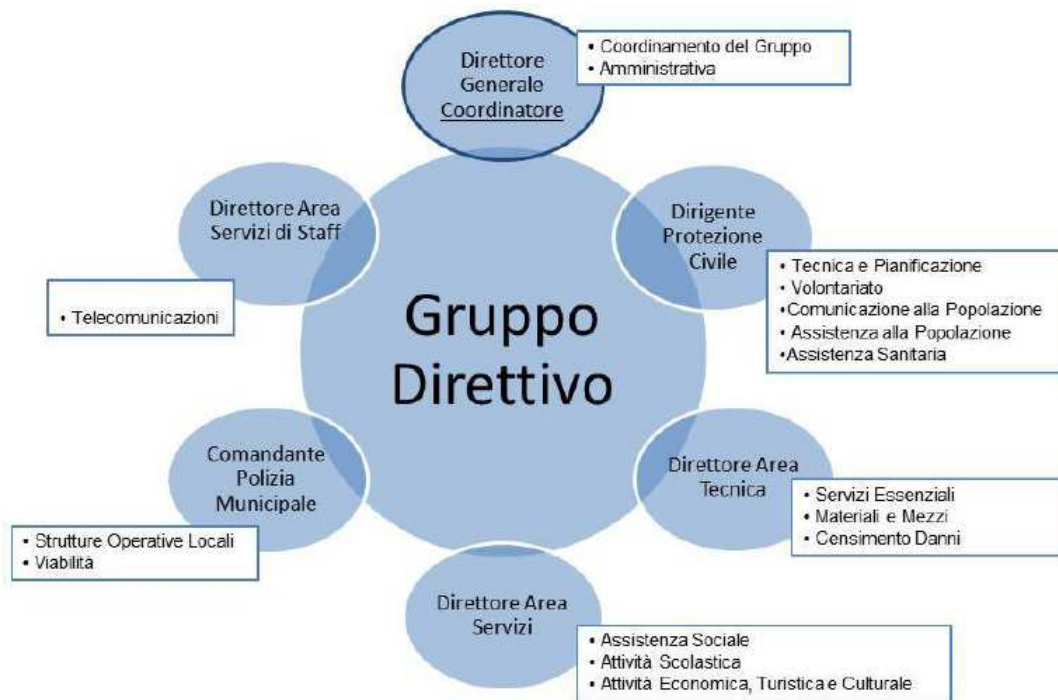 Direttore
Generale
Coordinatore
• Coordinamento del Gruppo
• Amministrativa
Direttore Area
Servizi di Staff
• Telecomunicazioni
Dirigente
Protezione
Civile
• Tecnica e Pianificazione
• Volontariato
•Comunicazione alla Popolazione
• Assistenza alla Popolazione
•Assistenza Sanitaria
Gruppo
Direttivo
Comandante
Polizia
Municipale
• Strutture Operative Locali
• Viabilità
Direttore Area
Tecnica
• Servizi Essenziali
• Materiali e Mezzi
• Censimento Danni
Direttore Area
Servizi
• Assistenza Sociale
• Attività Scolastica
• Attività Economica, Turistica e Culturale